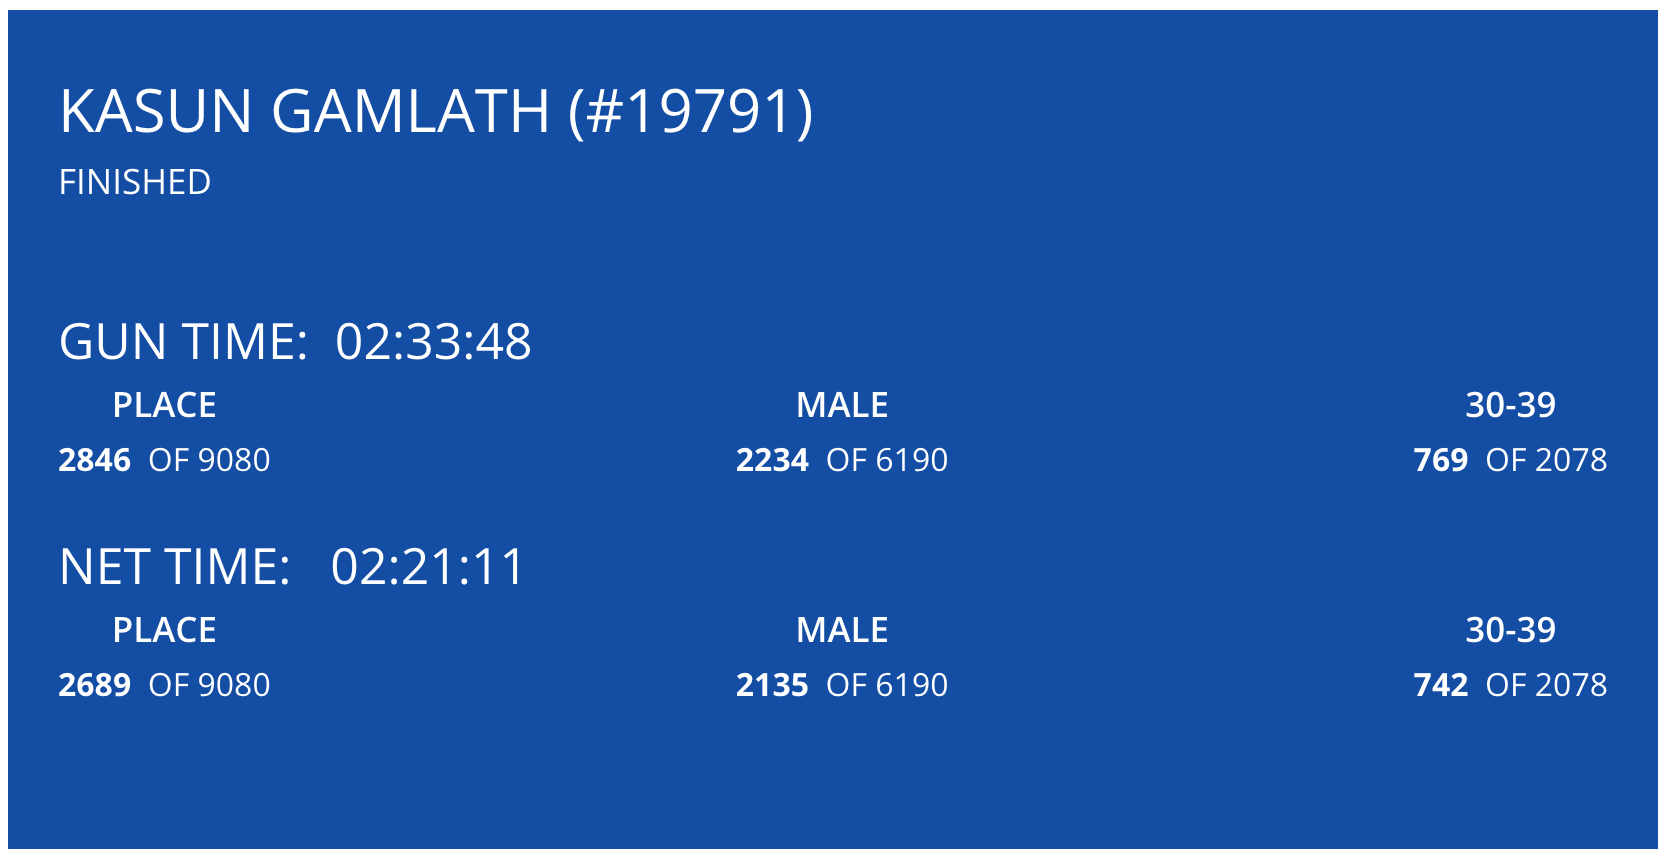 KASUN GAMLATH (#19791)
FINISHED
GUN TIME: 02:33:48
PLACE MALE 30-39
2846 OF 9080 2234 OF 6190 769 OF 2078
NET TIME: 02:21:11
PLACE MALE 30-39
2689 OF 9080 2135 OF 6190 742 OF 2078